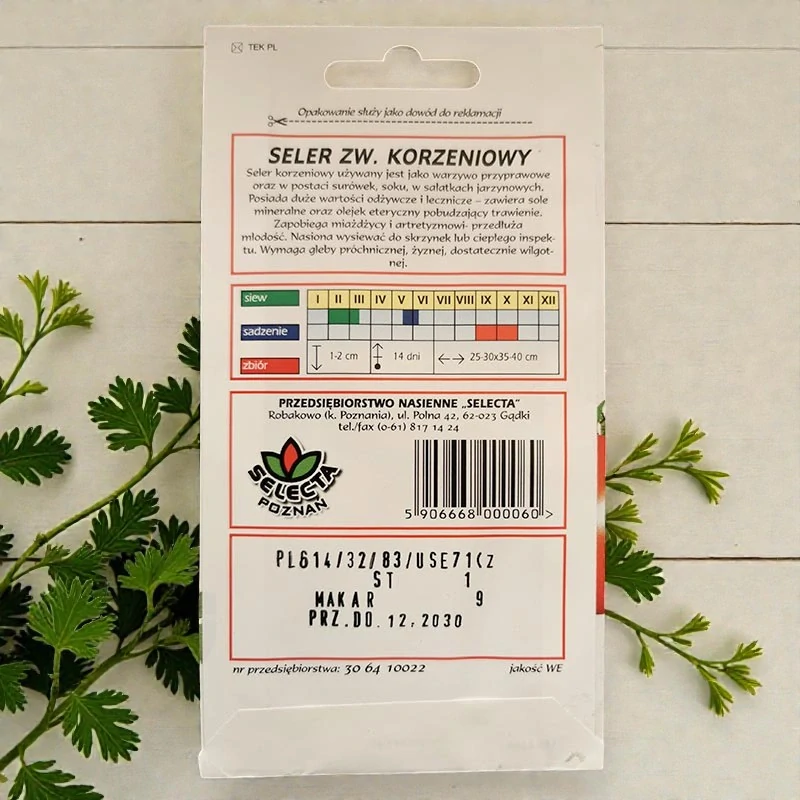 TEK PL
Opakowanie służy jako dowód do reklamacji
SELER ZW. KORZENIOWY
Seler korzeniowy używany jest jako warzywo przyprawowe
oraz w postaci surówek, soku, w sałatkach jarzynowych.
Posiada duże wartości odżywcze i lecznicze – zawiera sole
mineralne oraz olejek eteryczny pobudzający trawienie.
Zapobiega miażdżycy i artretyzmowi- przedłuża
młodość. Nasiona wysiewać do skrzynek lub ciepłego inspek-
tu. Wymaga gleby próchnicznej, żyznej, dostatecznie wilgot-
nej.
siew I II III IV V VI VII VIII IX X XI XII
sadzenie
zbiór 1-2 cm 14 dni 25-30x35-40 cm
PRZEDSIĘBIORSTWO NASIENNE „SELECTA"
Robakowo (k. Poznania), ul. Polna 42, 62-023 Gądki
tel./fax (0-61) 817 14 24
SELECTA
POZNAŃ
5 906668 000060 >
PL614/32/83/USE71(z
ST 1
MAKAR 9
PRZ.DO. 12, 2030
nr przedsiębiorstwa: 30 64 10022 jakość WE